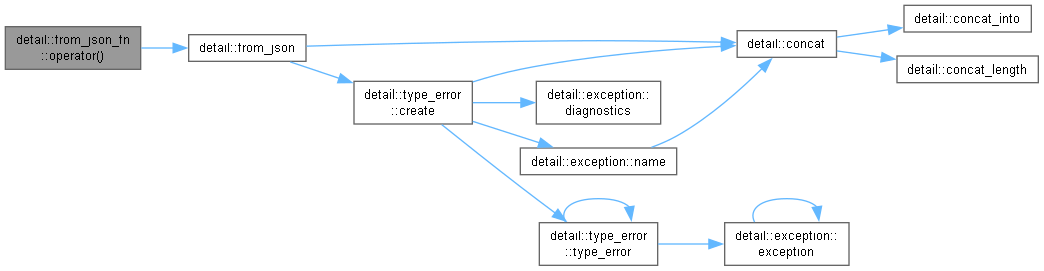 detail::from_json_fn
::operator()
detail::from_json
detail::type_error
::create
detail::concat
detail::concat_into
detail::concat_length
detail::exception::
diagnostics
detail::exception::name
detail::type_error
::type_error
detail::exception::
exception